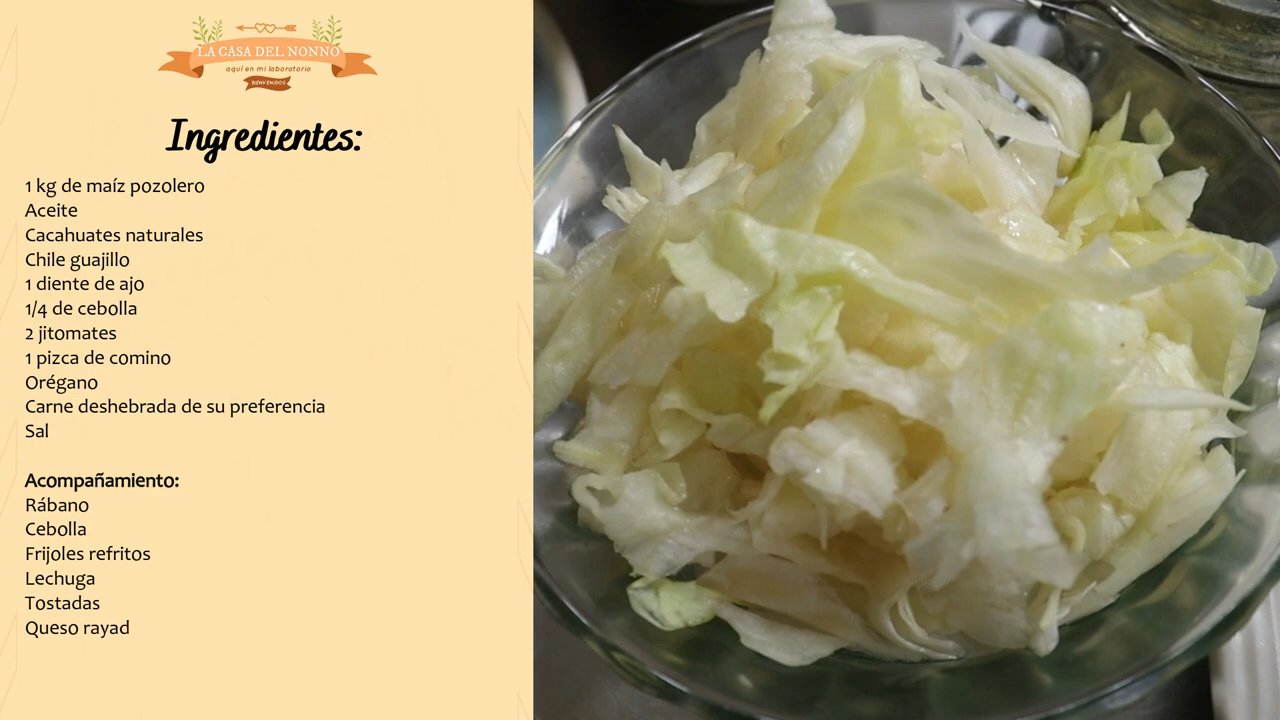 LA CASA DEL NONNO
aquí en mi laboratorio
BIENVENIDOS
Ingredientes:
1 kg de maíz pozolero
Aceite
Cacahuates naturales
Chile guajillo
1 diente de ajo
1/4 de cebolla
2 jitomates
1 pizca de comino
Orégano
Carne deshebrada de su preferencia
Sal
Acompañamiento:
Rábano
Cebolla
Frijoles refritos
Lechuga
Tostadas
Queso rayad